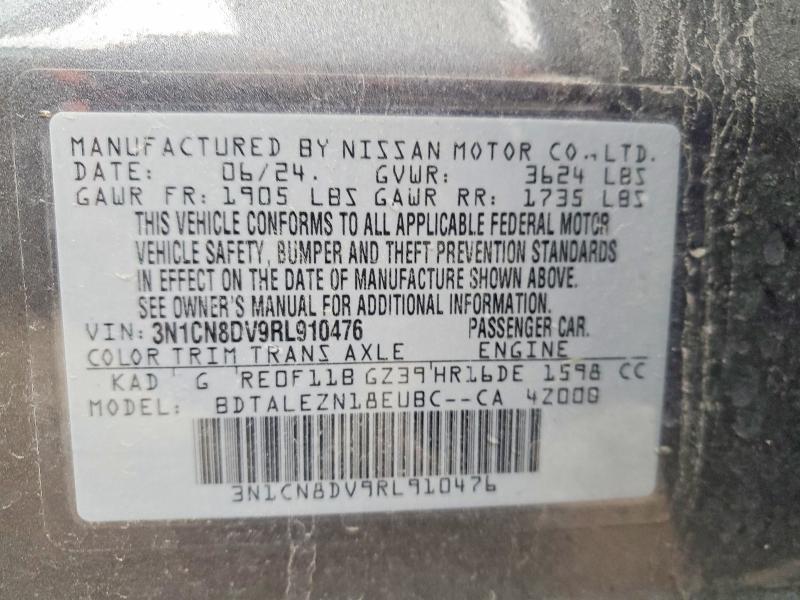 MANUFACTURED BY NISSAN MOTOR CO., LTD.
DATE: 06/24. GVWR: 3624 LBS
GAWR FR: 1905 LBS GAWR RR: 1735 LBS
THIS VEHICLE CONFORMS TO ALL APPLICABLE FEDERAL MOTOR
VEHICLE SAFETY, BUMPER AND THEFT PREVENTION STANDARDS
IN EFFECT ON THE DATE OF MANUFACTURE SHOWN ABOVE.
SEE OWNER'S MANUAL FOR ADDITIONAL INFORMATION.
VIN: 3N1CN8DV9RL910476 PASSENGER CAR.
COLOR TRIM TRANS AXLE ENGINE
KAD G RE0F11B GZ39 HR16DE 1598 CC
MODEL: BDTALEZN18EUBC--CA
3N1CN8DV9RL910476